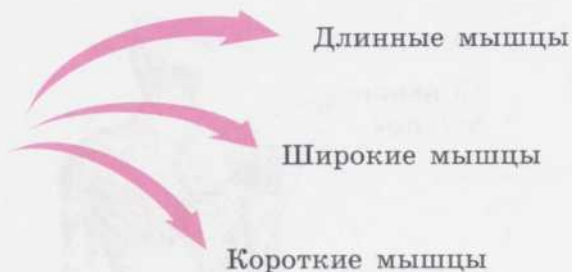 Длинные мышцы
Широкие мышцы
Короткие мышцы